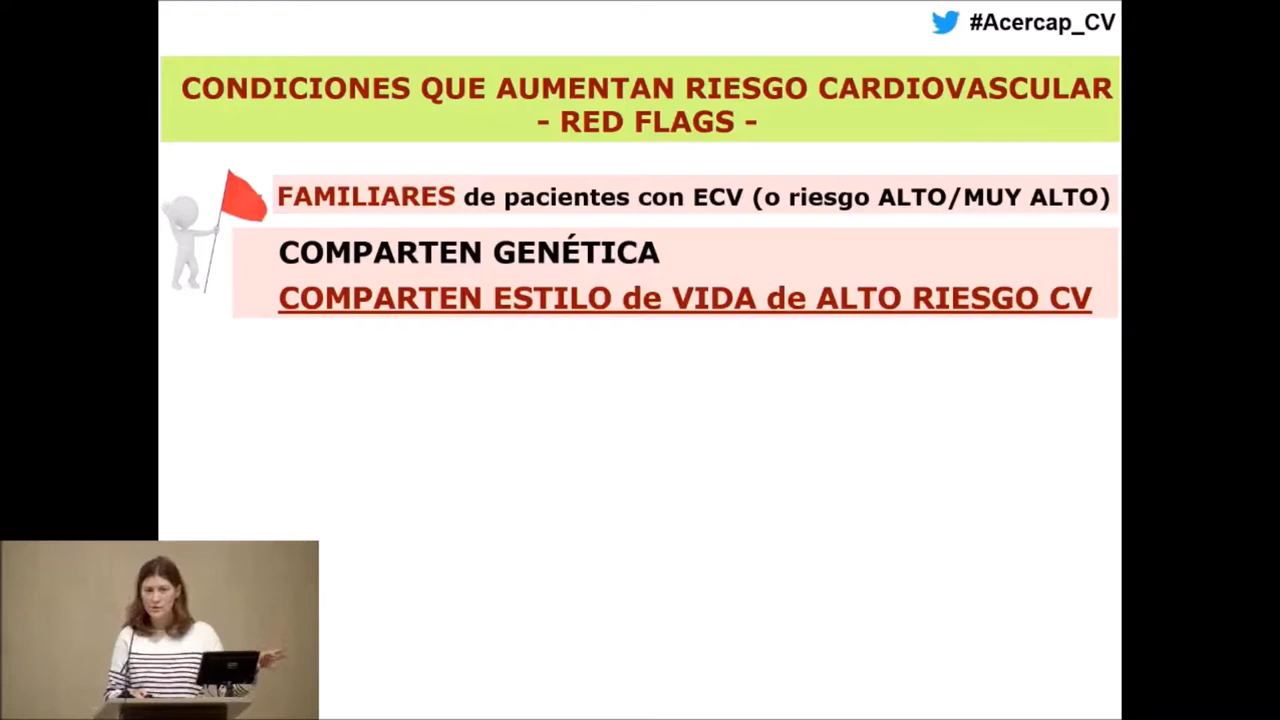 #Acercap_CV
CONDICIONES QUE AUMENTAN RIESGO CARDIOVASCULAR
- RED FLAGS -
FAMILIARES de pacientes con ECV (o riesgo ALTO/MUY ALTO)
COMPARTEN GENÉTICA
COMPARTEN ESTILO de VIDA de ALTO RIESGO CV